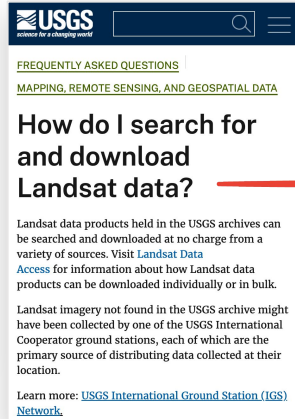 USGS
science for a changing world
FREQUENTLY ASKED QUESTIONS
MAPPING, REMOTE SENSING, AND GEOSPATIAL DATA
How do I search for
and download
Landsat data?
Landsat data products held in the USGS archives can
be searched and downloaded at no charge from a
variety of sources. Visit Landsat Data
Access for information about how Landsat data
products can be downloaded individually or in bulk.
Landsat imagery not found in the USGS archive might
have been collected by one of the USGS International
Cooperator ground stations, each of which are the
primary source of distributing data collected at their
location.
Learn more: USGS International Ground Station (IGS)
Network.